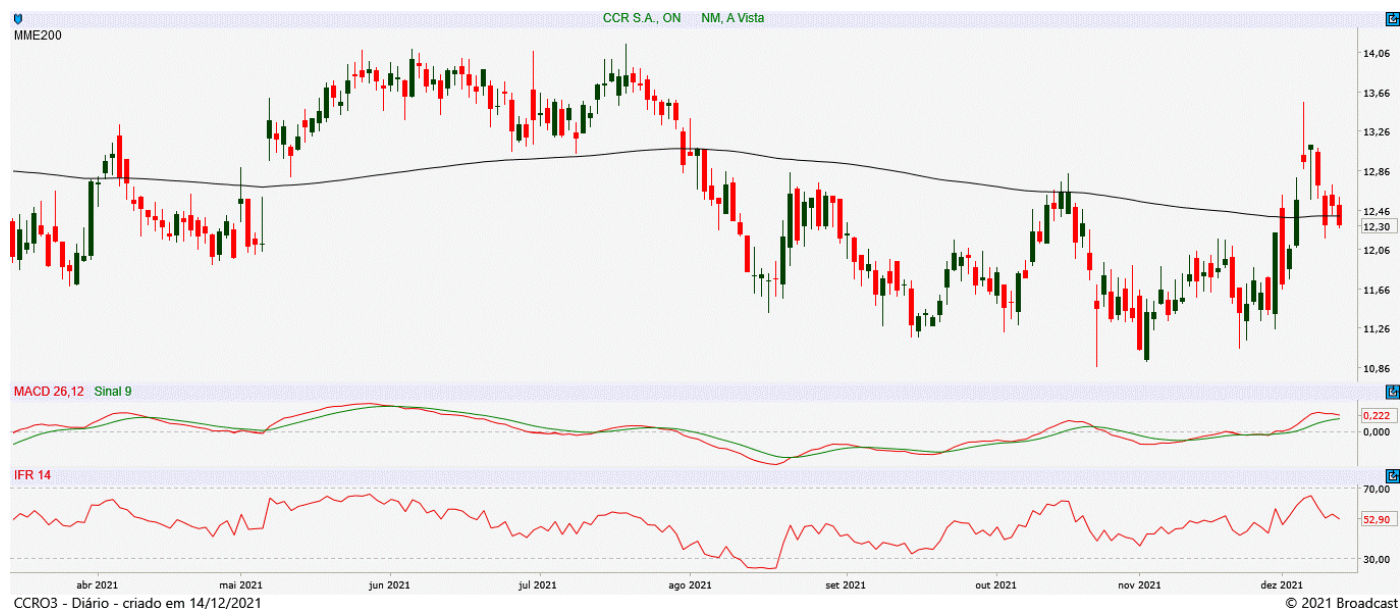 CCR S.A., ON NM, A Vista
MME200
14,06
13,66
13,26
12,86
12,46
12,30
12,06
11,66
11,26
10,86
MACD 26,12 Sinal 9
0,222
0,000
IFR 14
70,00
52,90
30,00
abr 2021 mai 2021 jun 2021 jul 2021 ago 2021 set 2021 out 2021 nov 2021 dez 2021
CCRO3 - Diário - criado em 14/12/2021 © 2021 Broadcast